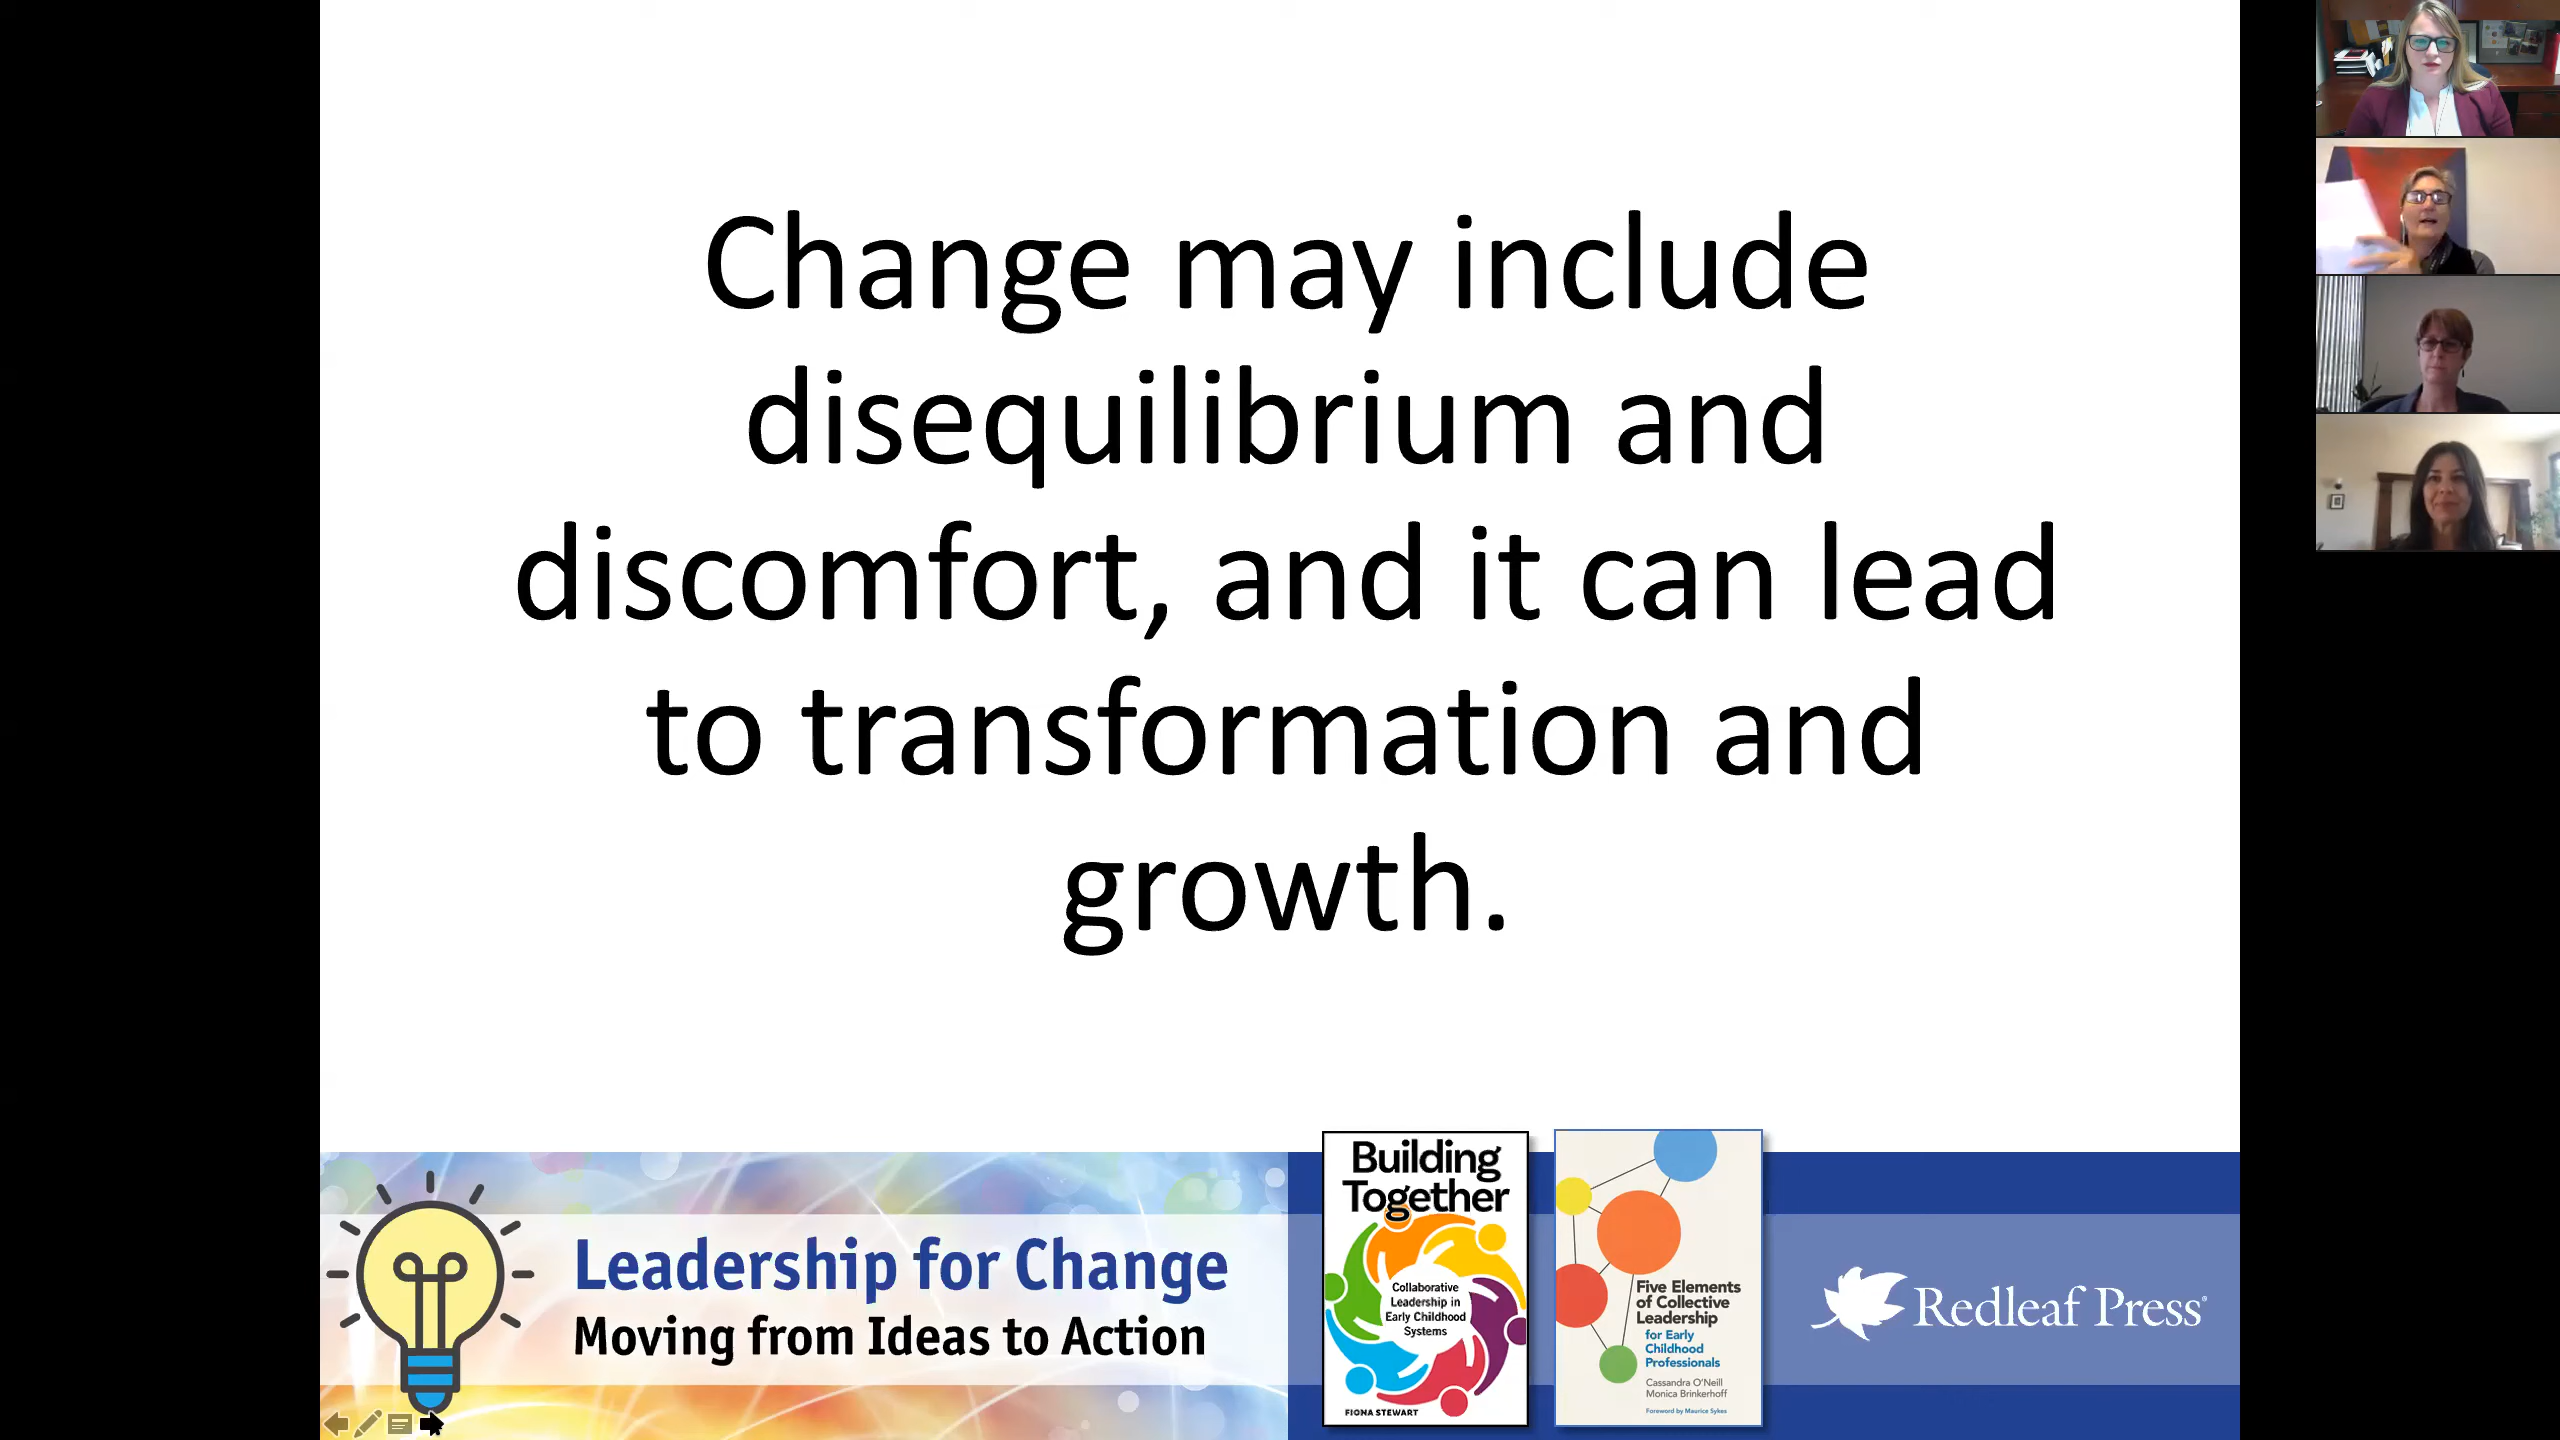 Change may include
disequilibrium and
discomfort, and it can lead
to transformation and
growth.
Leadership for Change
Moving from Ideas to Action
Building
Together
Collaborative
Leadership in
Early Childhood
Systems
FIONA STEWART
Five Elements
of Collective
Leadership
for Early
Childhood
Professionals
Cassandra O'Neill
Monica Brinkerhoff
Foreword by Maurice Sykes
Redleaf Press®